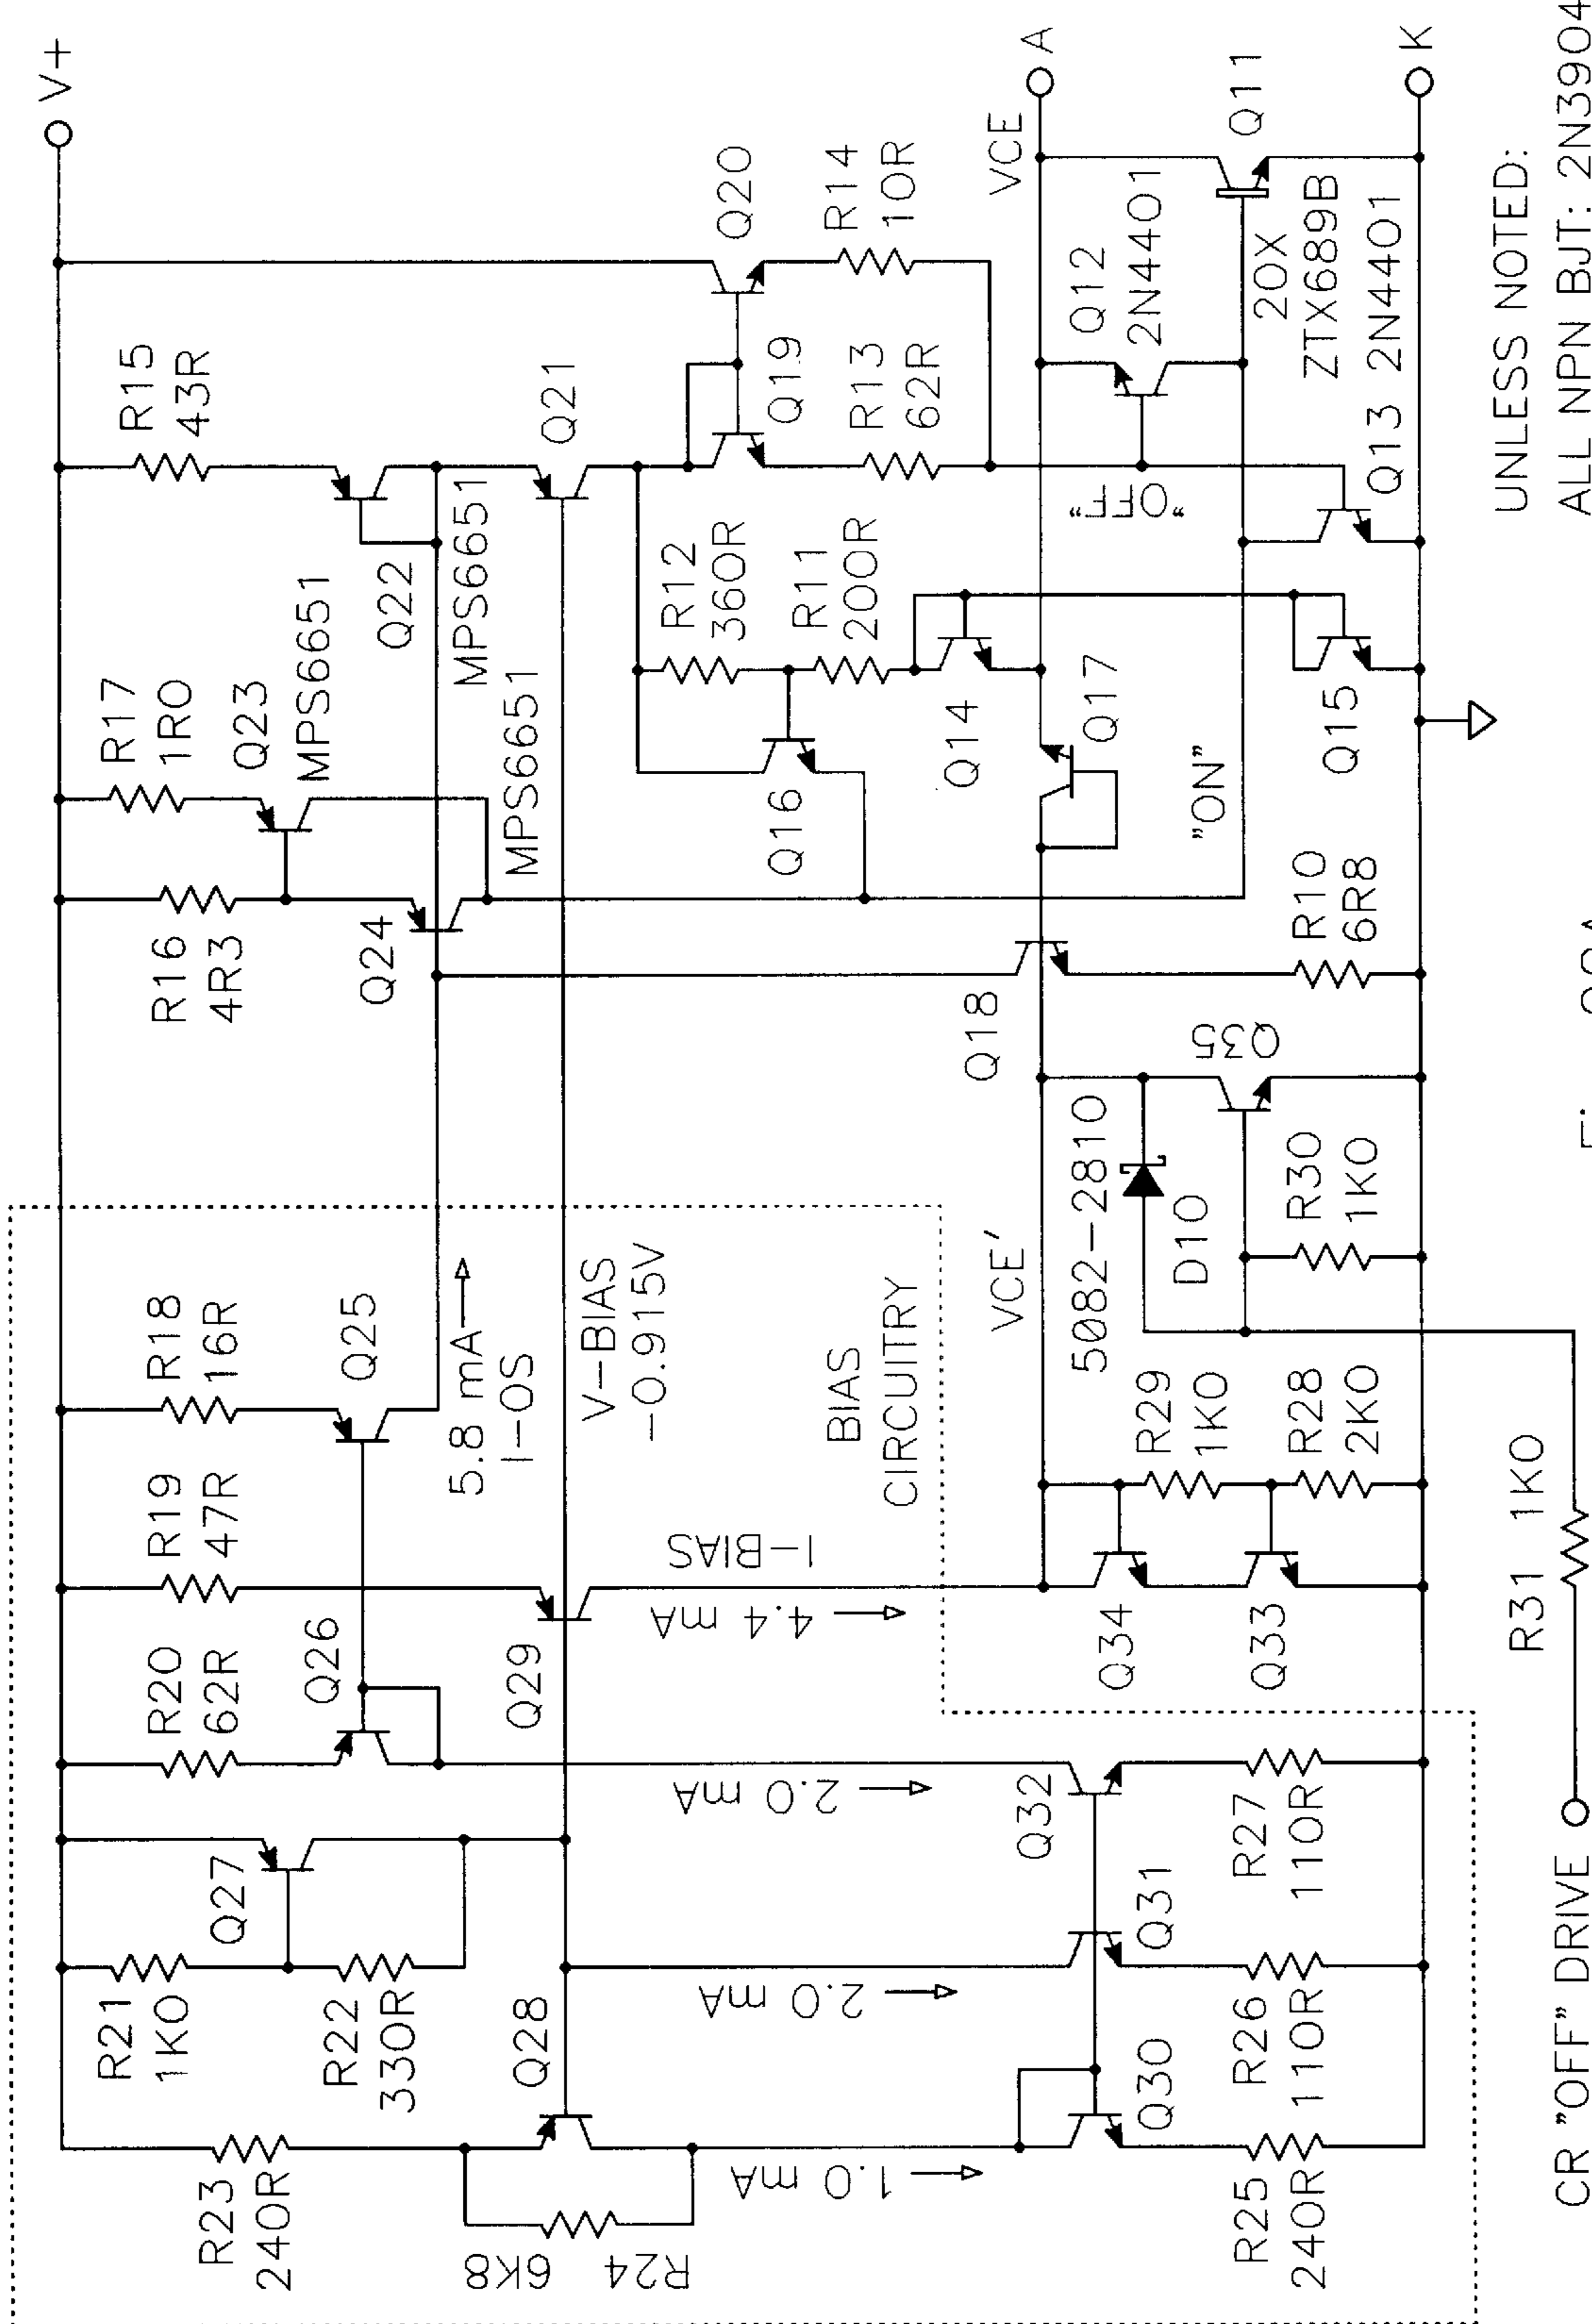 V+
R15
43R
Q20
R14
10R
R17
1R0
Q23
MPS6651
Q22
MPS6651
Q21
Q19
R13
62R
R16
4R3
Q24
MPS6651
R12
360R
R11
200R
Q16
Q14
Q17
"OFF"
VCE
A
Q12
2N4401
Q11
20X
ZTX689B
Q13 2N4401
K
Q15
"ON"
Q18
R10
6R8
Q35
R18
16R
Q25
R19
47R
5.8 mA
I-OS
V-BIAS
-0.915V
BIAS
CIRCUITRY
VCE'
5082-2810
D10
R30
1K0
R29
1K0
R28
2K0
R20
62R
Q26
Q29
I-BIAS
4.4 mA
Q34
Q33
R31 1K0
Q27
R21
1K0
R22
330R
Q28
2.0 mA
2.0 mA
1.0 mA
Q32
Q31
Q30
R27
110R
R26
110R
R25
240R
R23
240R
R24
6K8
CR "OFF" DRIVE
UNLESS NOTED:
ALL NPN BJT: 2N3904